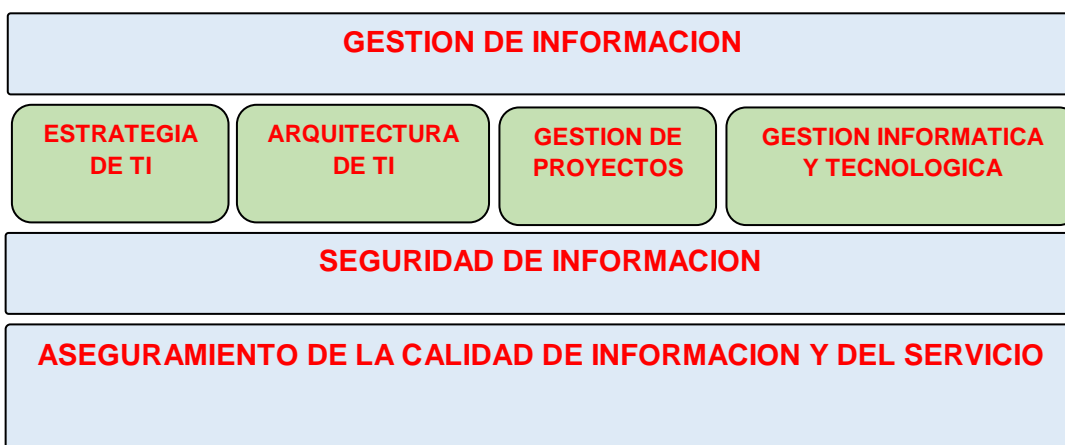 GESTION DE INFORMACION
ESTRATEGIA
DE TI
ARQUITECTURA
DE TI
GESTION DE
PROYECTOS
GESTION INFORMATICA
Y TECNOLOGICA
SEGURIDAD DE INFORMACION
ASEGURAMIENTO DE LA CALIDAD DE INFORMACION Y DEL SERVICIO